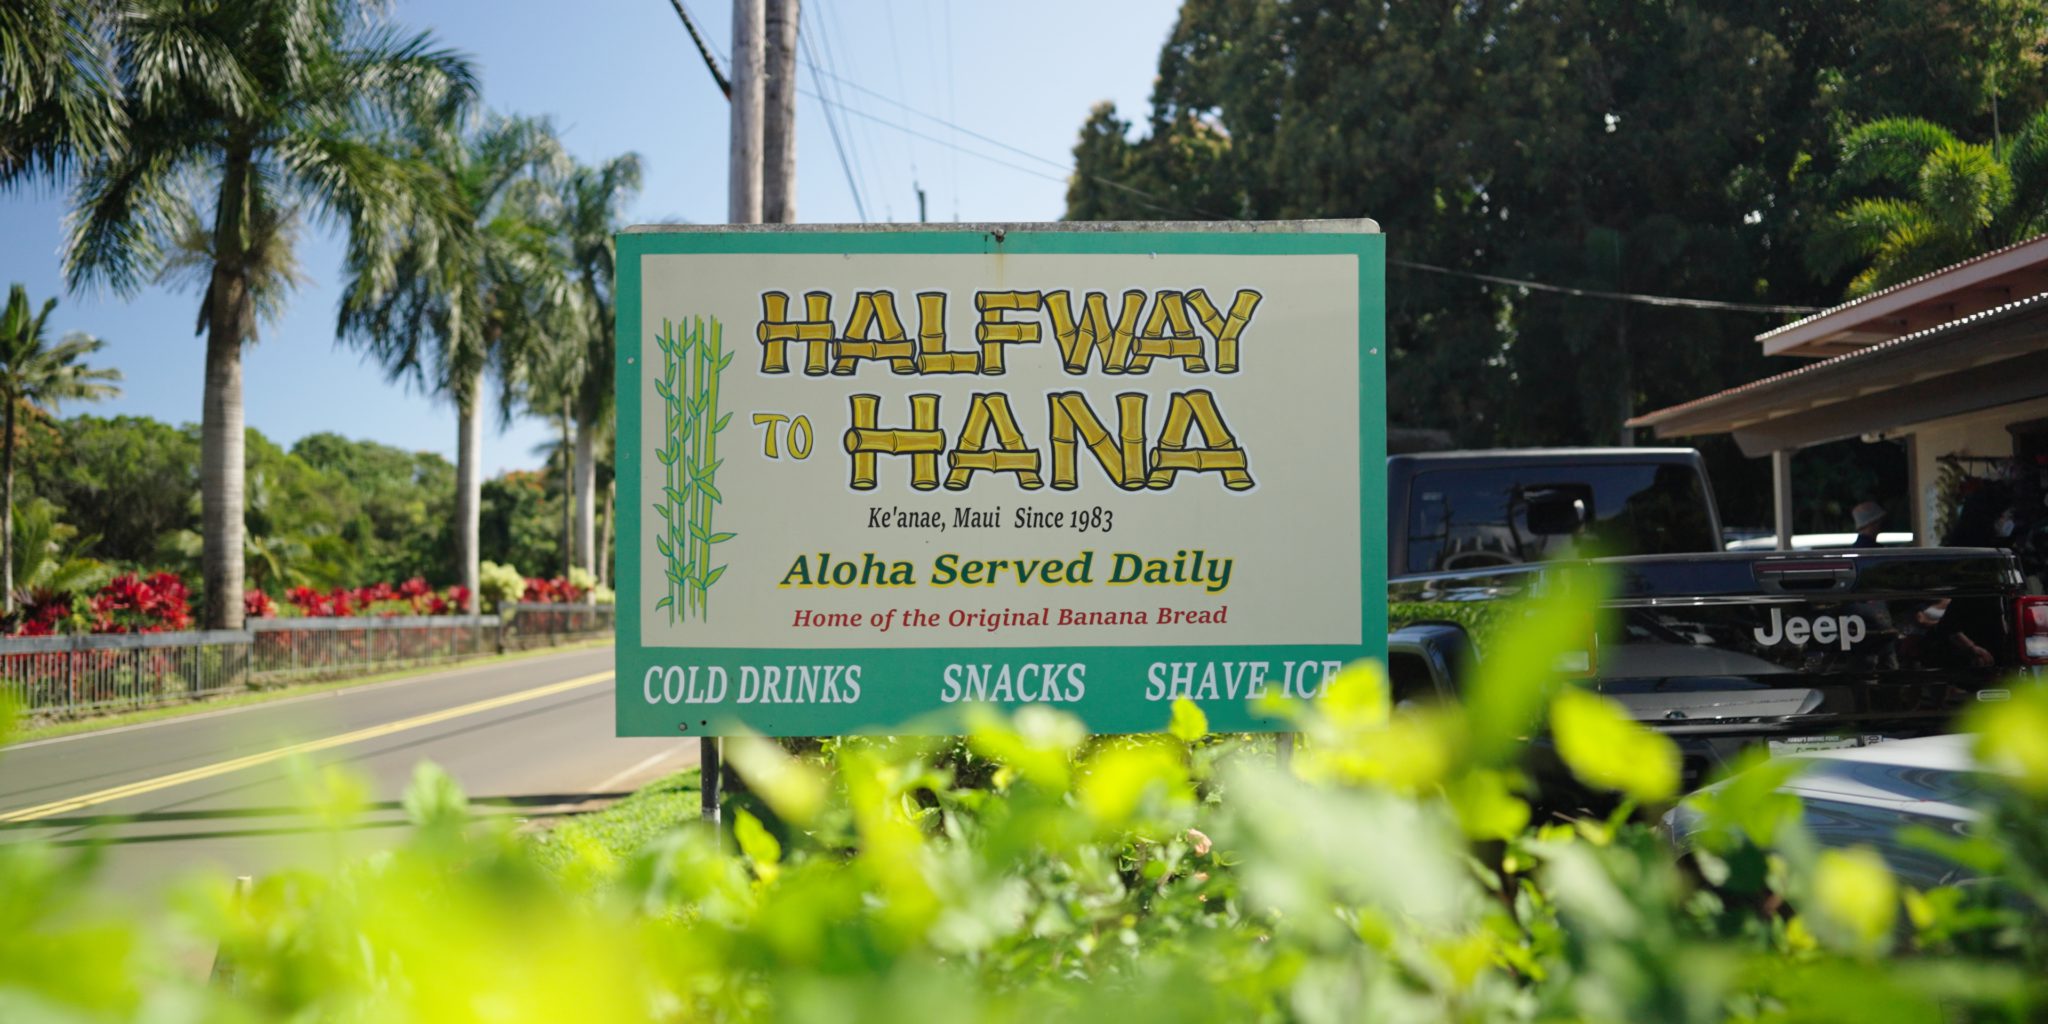 HALFWAY
TO HANA
Ke'anae, Maui Since 1983
Aloha Served Daily
Home of the Original Banana Bread
COLD DRINKS SNACKS SHAVE ICE
Jeep